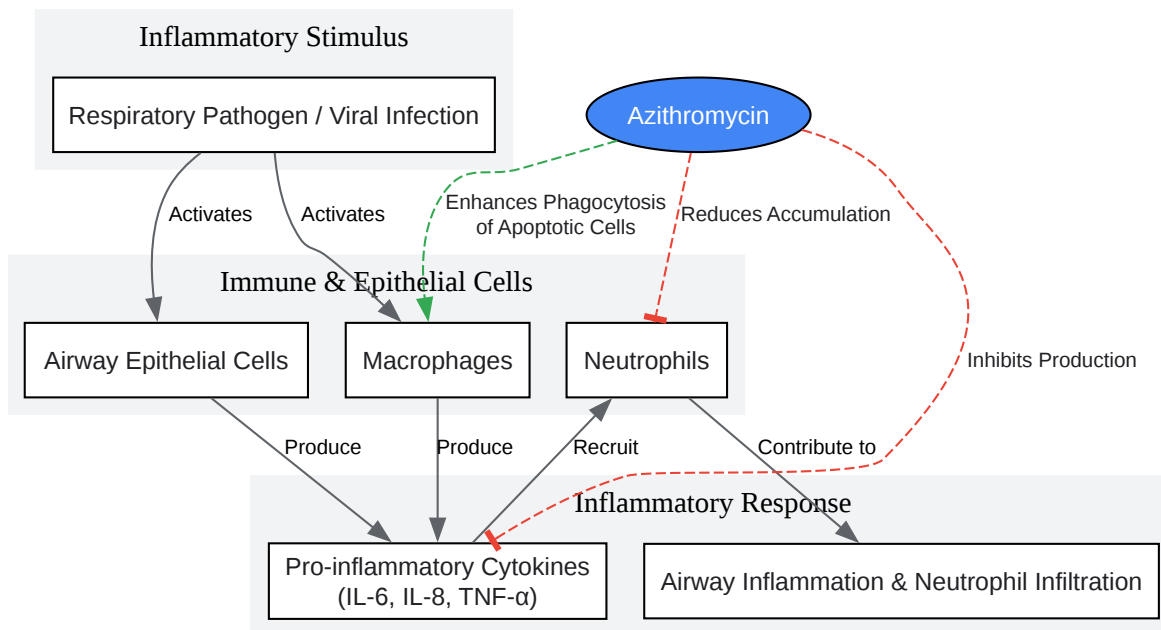 Inflammatory Stimulus
Respiratory Pathogen / Viral Infection
Azithromycin
Activates
Activates
Enhances Phagocytosis
of Apoptotic Cells
Reduces Accumulation
Immune & Epithelial Cells
Airway Epithelial Cells
Macrophages
Neutrophils
Inhibits Production
Produce
Produce
Recruit
Contribute to
Inflammatory Response
Pro-inflammatory Cytokines
(IL-6, IL-8, TNF-α)
Airway Inflammation & Neutrophil Infiltration